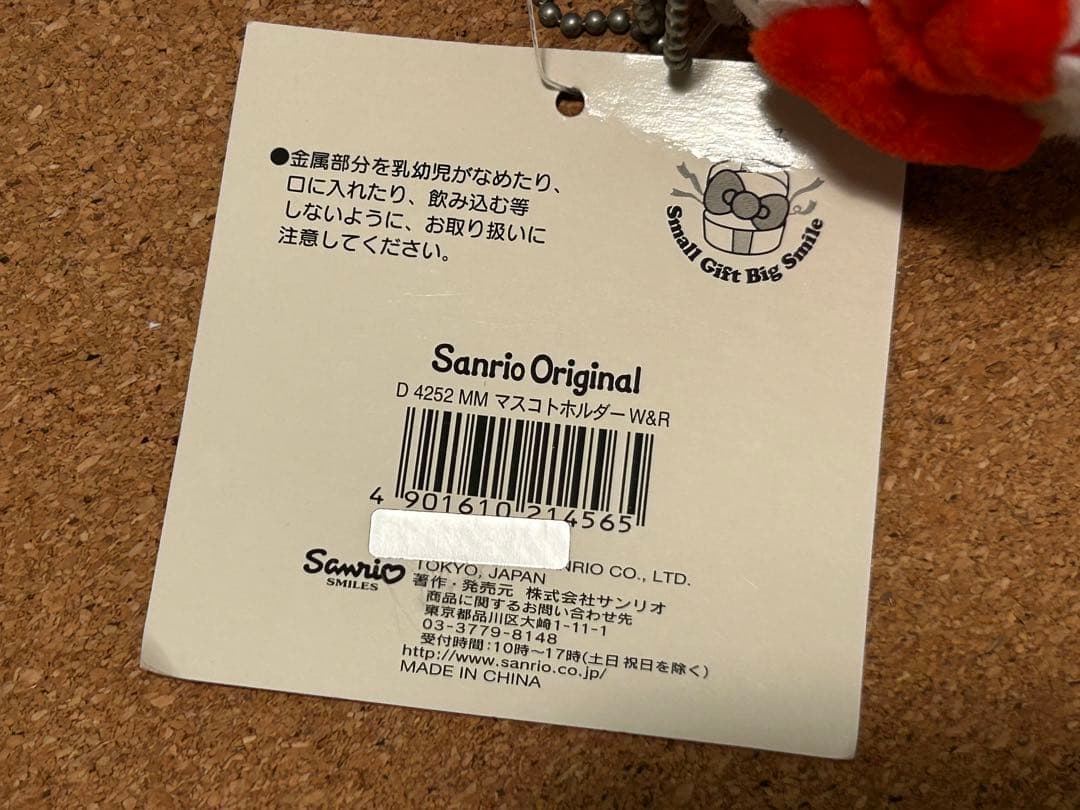 ●金属部分を乳幼児がなめたり、
口に入れたり、飲み込む等
しないように、お取り扱いに
注意してください。
Small Gift Big Smile
Sanrio Original
D 4252 MM マスコトホルダーW&R
4 901610 214565
Sanrio
SMILES
NRIO CO., LTD.
TOKYO, JAPAN
著作・発売元 株式会社サンリオ
商品に関するお問い合わせ先
東京都品川区大崎1-11-1
03-3779-8148
受付時間:10時〜17時(土日祝日を除く)
http://www.sanrio.co.jp/
MADE IN CHINA